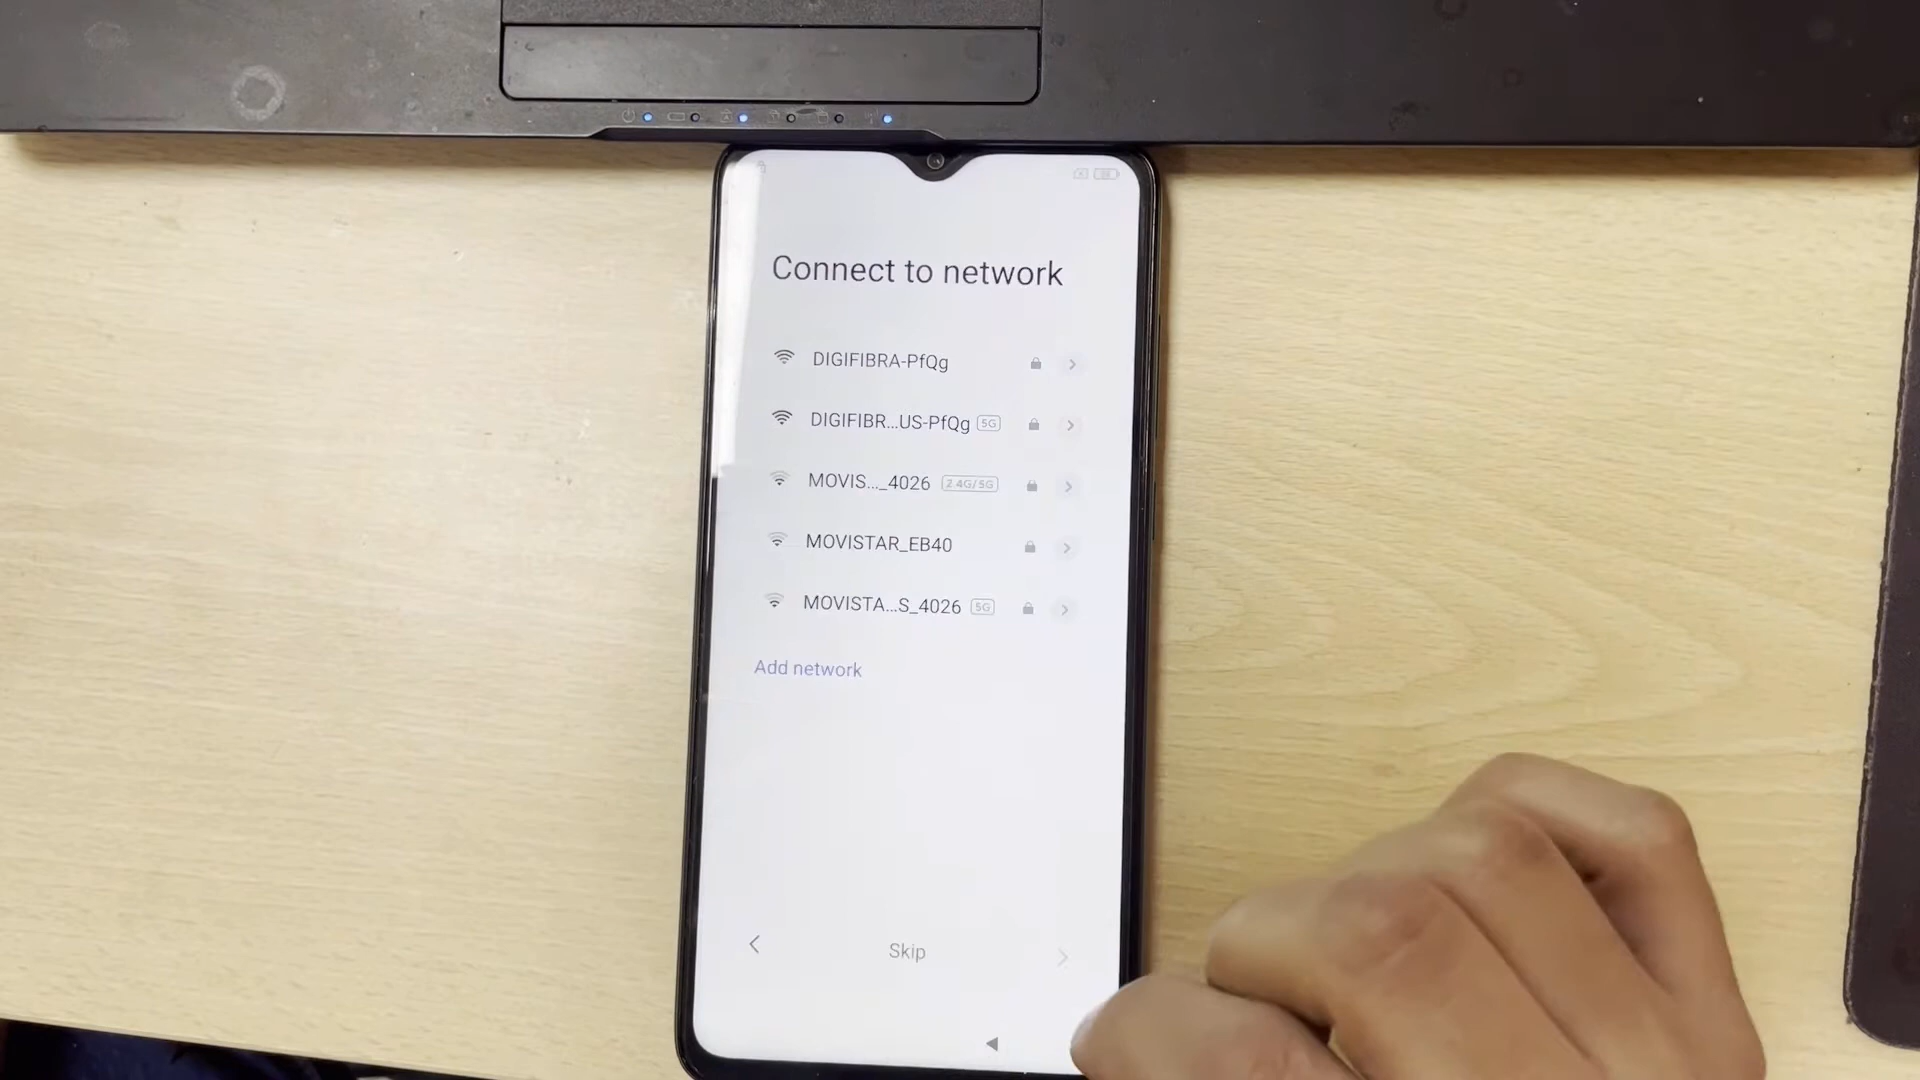 Connect to network
DIGIFIBRA-PfQg
DIGIFIBR...US-PfQg 5G
MOVIS..._4026 2.4G/5G
MOVISTAR_EB40
MOVISTA...S_4026 5G
Add network
Skip